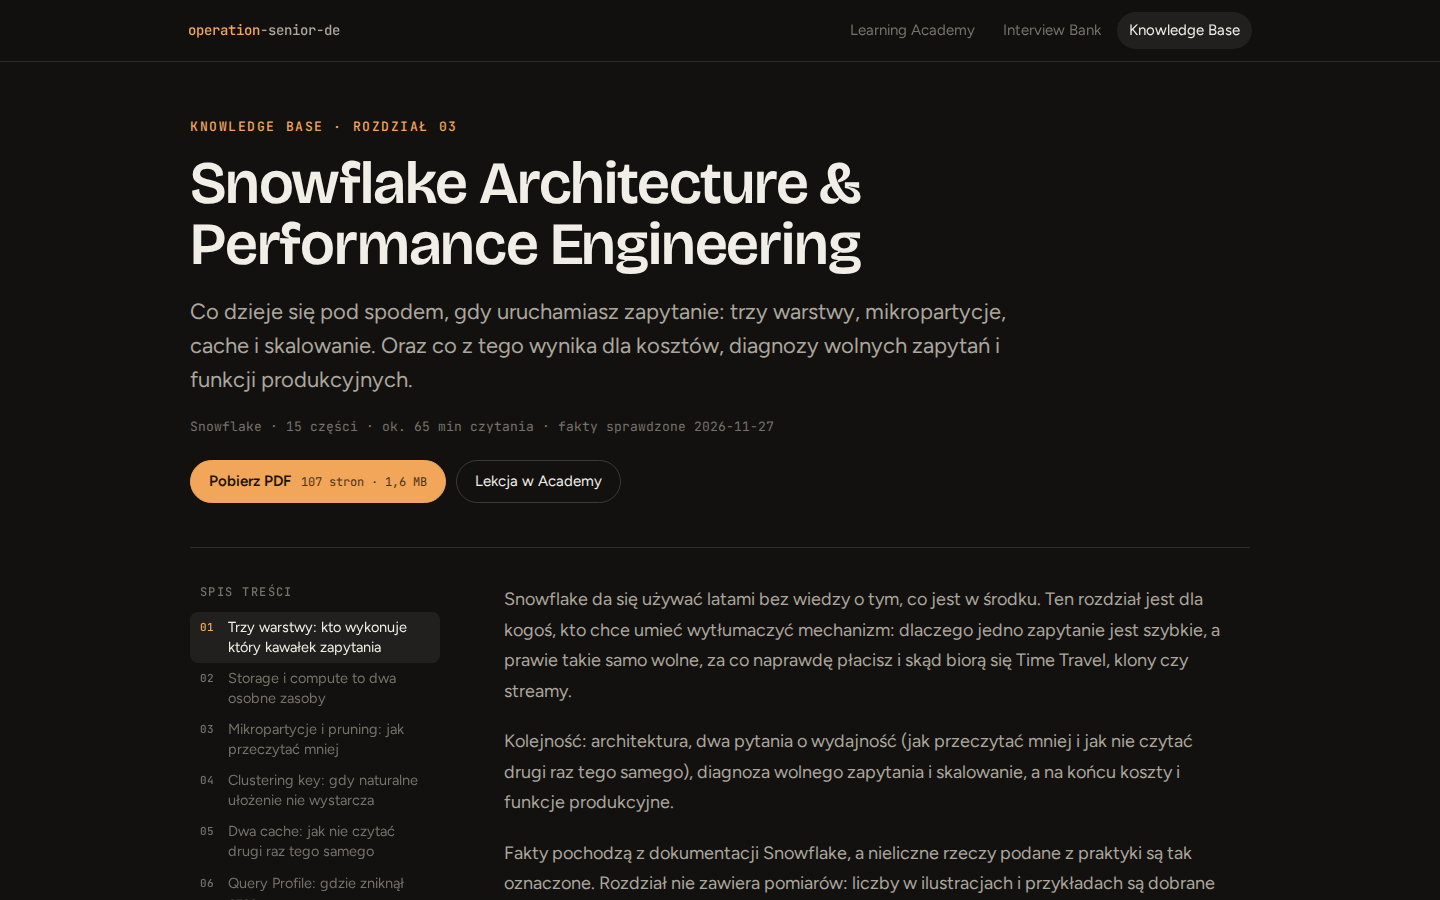 operation-senior-de
Learning Academy
Interview Bank
Knowledge Base
KNOWLEDGE BASE · ROZDZIAŁ 03
Snowflake Architecture &
Performance Engineering
Co dzieje się pod spodem, gdy uruchamiasz zapytanie: trzy warstwy, mikropartycje,
cache i skalowanie. Oraz co z tego wynika dla kosztów, diagnozy wolnych zapytań i
funkcji produkcyjnych.
Snowflake · 15 części · ok. 65 min czytania · fakty sprawdzone 2026-11-27
Pobierz PDF 107 stron · 1,6 MB
Lekcja w Academy
SPIS TREŚCI
01 Trzy warstwy: kto wykonuje
który kawałek zapytania
02 Storage i compute to dwa
osobne zasoby
03 Mikropartycje i pruning: jak
przeczytać mniej
04 Clustering key: gdy naturalne
ułożenie nie wystarcza
05 Dwa cache: jak nie czytać
drugi raz tego samego
06 Query Profile: gdzie zniknął
Snowflake da się używać latami bez wiedzy o tym, co jest w środku. Ten rozdział jest dla
kogoś, kto chce umieć wytłumaczyć mechanizm: dlaczego jedno zapytanie jest szybkie, a
prawie takie samo wolne, za co naprawdę płacisz i skąd biorą się Time Travel, klony czy
streamy.
Kolejność: architektura, dwa pytania o wydajność (jak przeczytać mniej i jak nie czytać
drugi raz tego samego), diagnoza wolnego zapytania i skalowanie, a na końcu koszty i
funkcje produkcyjne.
Fakty pochodzą z dokumentacji Snowflake, a nieliczne rzeczy podane z praktyki są tak
oznaczone. Rozdział nie zawiera pomiarów: liczby w ilustracjach i przykładach są dobrane